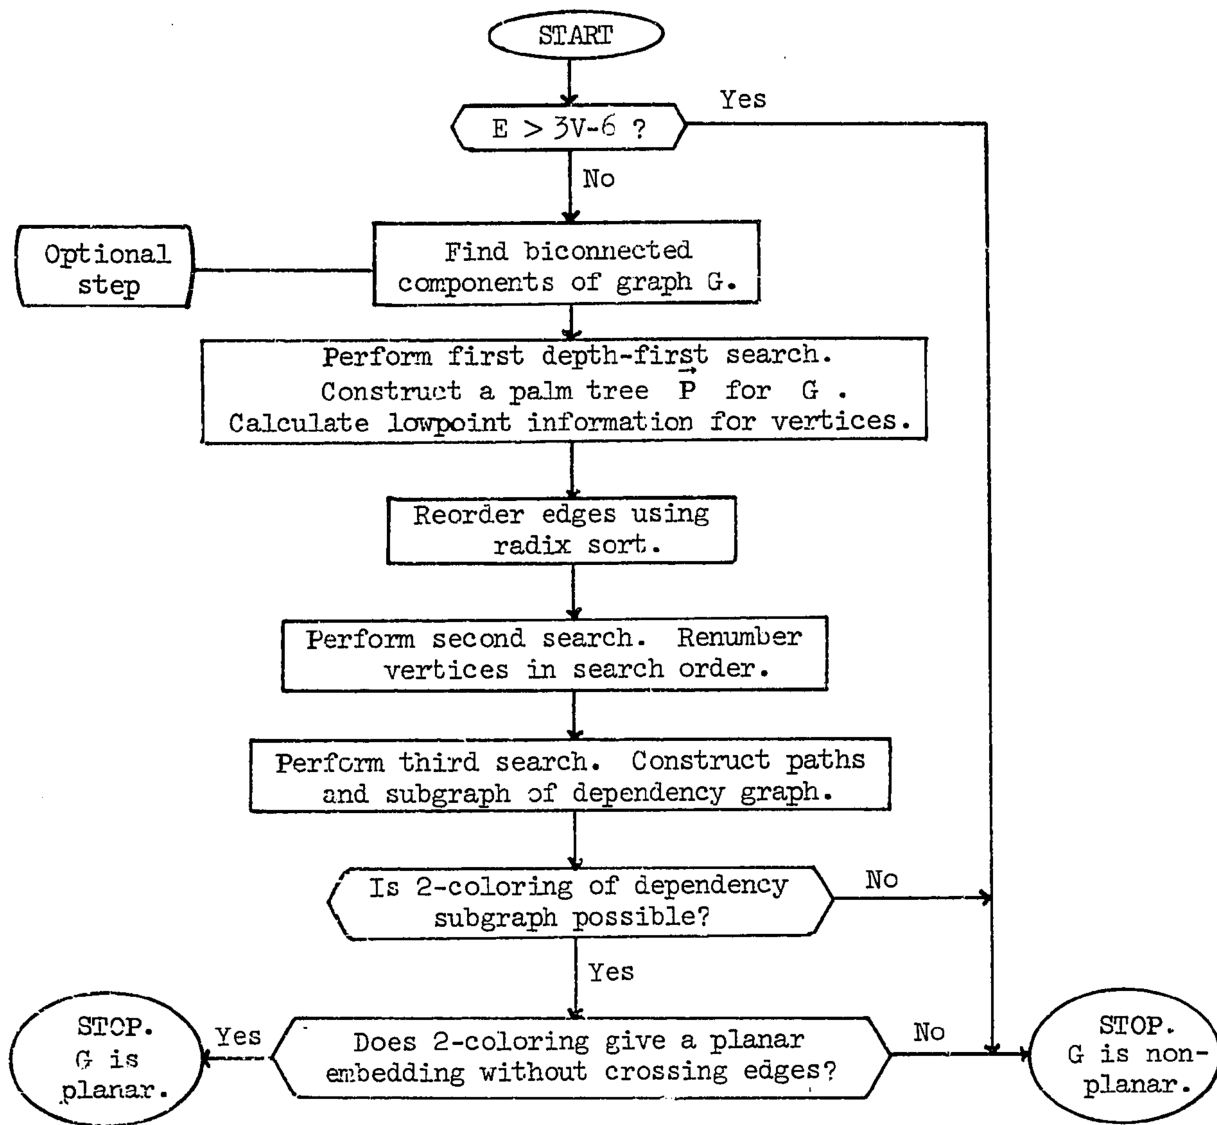 START
E > 3V-6 ?
Yes
No
Optional
step
Find biconnected
components of graph G.
Perform first depth-first search.
Construct a palm tree P⃗ for G .
Calculate lowpoint information for vertices.
Reorder edges using
radix sort.
Perform second search. Renumber
vertices in search order.
Perform third search. Construct paths
and subgraph of dependency graph.
Is 2-coloring of dependency
subgraph possible?
No
Yes
STOP.
G is
planar.
Yes
Does 2-coloring give a planar
embedding without crossing edges?
No
STOP.
G is non-
planar.